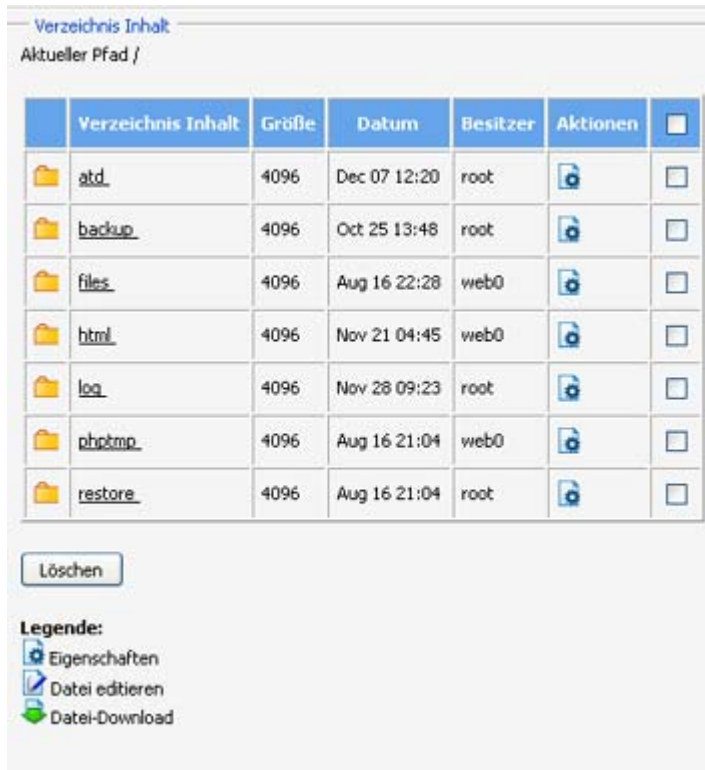 Verzeichnis Inhalt
Aktueller Pfad /
Verzeichnis Inhalt Größe Datum Besitzer Aktionen
atd 4096 Dec 07 12:20 root
backup 4096 Oct 25 13:48 root
files 4096 Aug 16 22:28 web0
html 4096 Nov 21 04:45 web0
log 4096 Nov 28 09:23 root
phptmp 4096 Aug 16 21:04 web0
restore 4096 Aug 16 21:04 root
Löschen
Legende:
Eigenschaften
Datei editieren
Datei-Download